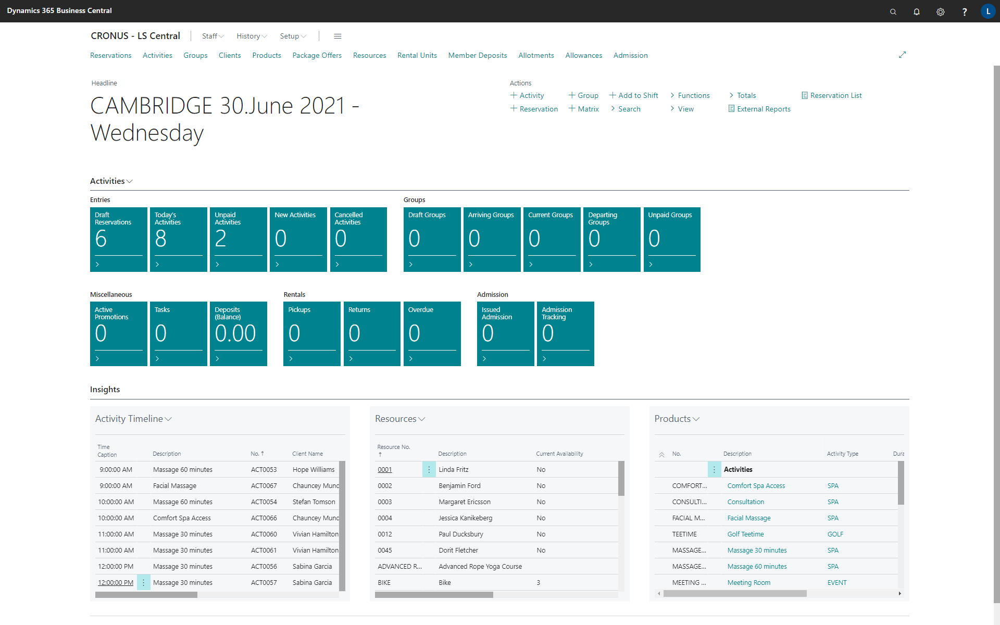 Dynamics 365 Business Central
? L
CRONUS - LS Central Staff History Setup
Reservations Activities Groups Clients Products Package Offers Resources Rental Units Member Deposits Allotments Allowances Admission
Headline
CAMBRIDGE 30.June 2021 -
Wednesday
Actions
Activity Group Add to Shift Functions Totals Reservation List
Reservation Matrix Search View External Reports
Activities
Entries
Draft Reservations 6
Today's Activities 8
Unpaid Activities 2
New Activities 0
Cancelled Activities 0
Groups
Draft Groups 0
Arriving Groups 0
Current Groups 0
Departing Groups 0
Unpaid Groups 0
Miscellaneous
Active Promotions 0
Tasks 0
Deposits (Balance) 0.00
Rentals
Pickups 0
Returns 0
Overdue 0
Admission
Issued Admission 0
Admission Tracking 0
Insights
Activity Timeline
Time Caption Description No. ↑ Client Name
9:00:00 AM Massage 60 minutes ACT0053 Hope Williams
9:00:00 AM Facial Massage ACT0067 Chauncey Munc
10:00:00 AM Massage 60 minutes ACT0054 Stefan Tomson
10:00:00 AM Comfort Spa Access ACT0066 Chauncey Munc
11:00:00 AM Massage 30 minutes ACT0060 Vivian Hamilton
11:00:00 AM Massage 30 minutes ACT0061 Vivian Hamilton
12:00:00 PM Massage 30 minutes ACT0056 Sabina Garcia
12:00:00 PM Massage 30 minutes ACT0057 Sabina Garcia
Resources
Resource No. ↑ Description Current Availability
0001 Linda Fritz No
0002 Benjamin Ford No
0003 Margaret Ericsson No
0004 Jessica Kanikeberg No
0012 Paul Ducksbury No
0045 Dorit Fletcher No
ADVANCED R... Advanced Rope Yoga Course
BIKE Bike 3
Products
No. Description Activity Type Dura
Activities
COMFORT... Comfort Spa Access SPA
CONSULTI... Consultation SPA
FACIAL M... Facial Massage SPA
TEETIME Golf Teetime GOLF
MASSAGE... Massage 30 minutes SPA
MASSAGE... Massage 60 minutes SPA
MEETING ... Meeting Room EVENT